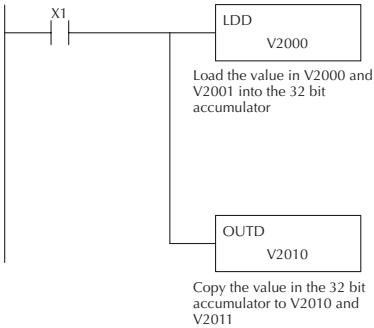 X1
LDD
V2000
Load the value in V2000 and
V2001 into the 32 bit
accumulator
OUTD
V2010
Copy the value in the 32 bit
accumulator to V2010 and
V2011